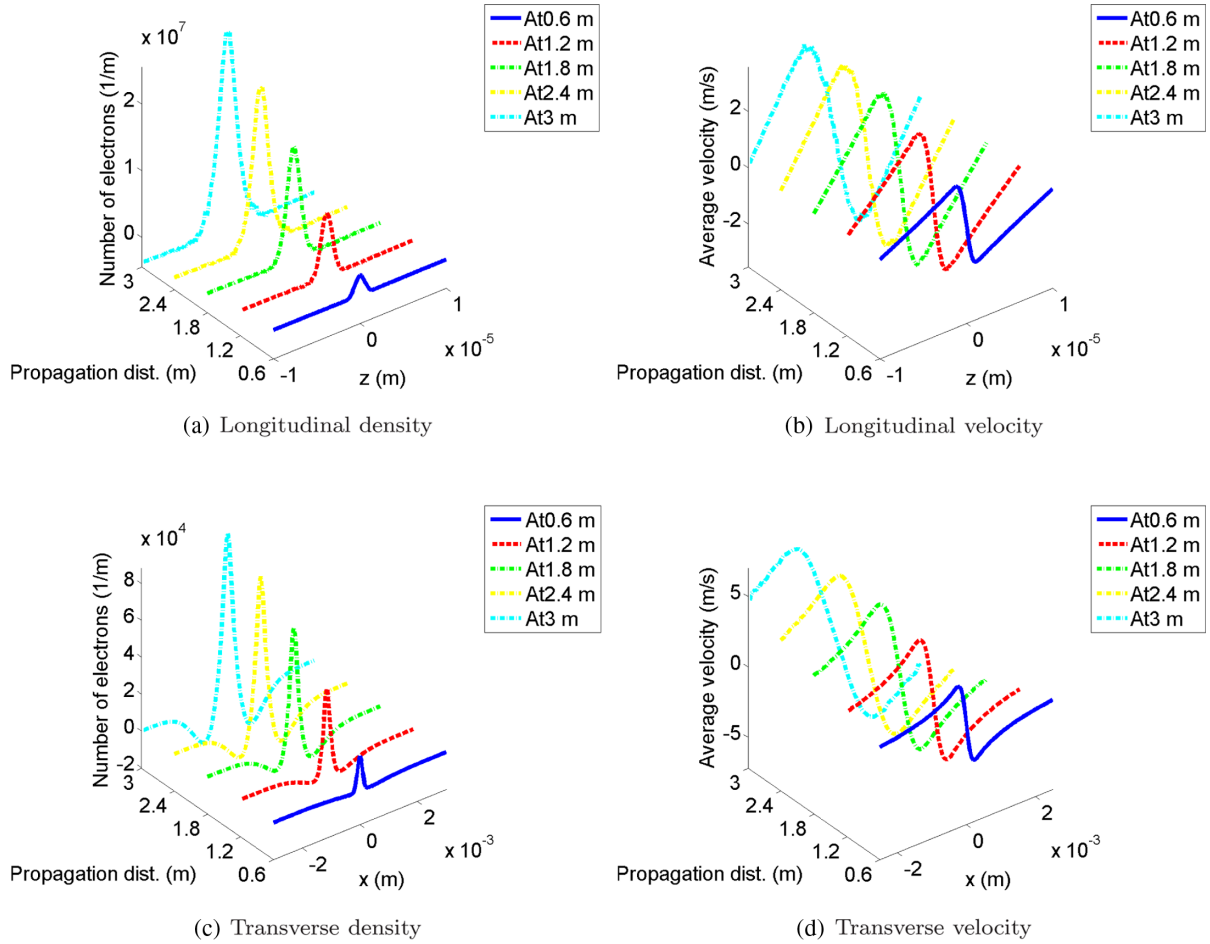 At0.6 m
At1.2 m
At1.8 m
At2.4 m
At3 m
x 10^7
Number of electrons (1/m)
2
1
0
3
2.4
1.8
1.2
0.6
Propagation dist. (m)
-1
0
1
x 10^-5
z (m)
(a) Longitudinal density
At0.6 m
At1.2 m
At1.8 m
At2.4 m
At3 m
Average velocity (m/s)
2
0
-2
3
2.4
1.8
1.2
0.6
Propagation dist. (m)
-1
0
1
x 10^-5
z (m)
(b) Longitudinal velocity
At0.6 m
At1.2 m
At1.8 m
At2.4 m
At3 m
x 10^4
Number of electrons (1/m)
8
6
4
2
0
-2
3
2.4
1.8
1.2
0.6
Propagation dist. (m)
-2
0
2
x 10^-3
x (m)
(c) Transverse density
At0.6 m
At1.2 m
At1.8 m
At2.4 m
At3 m
Average velocity (m/s)
5
0
-5
3
2.4
1.8
1.2
0.6
Propagation dist. (m)
-2
0
2
x 10^-3
x (m)
(d) Transverse velocity